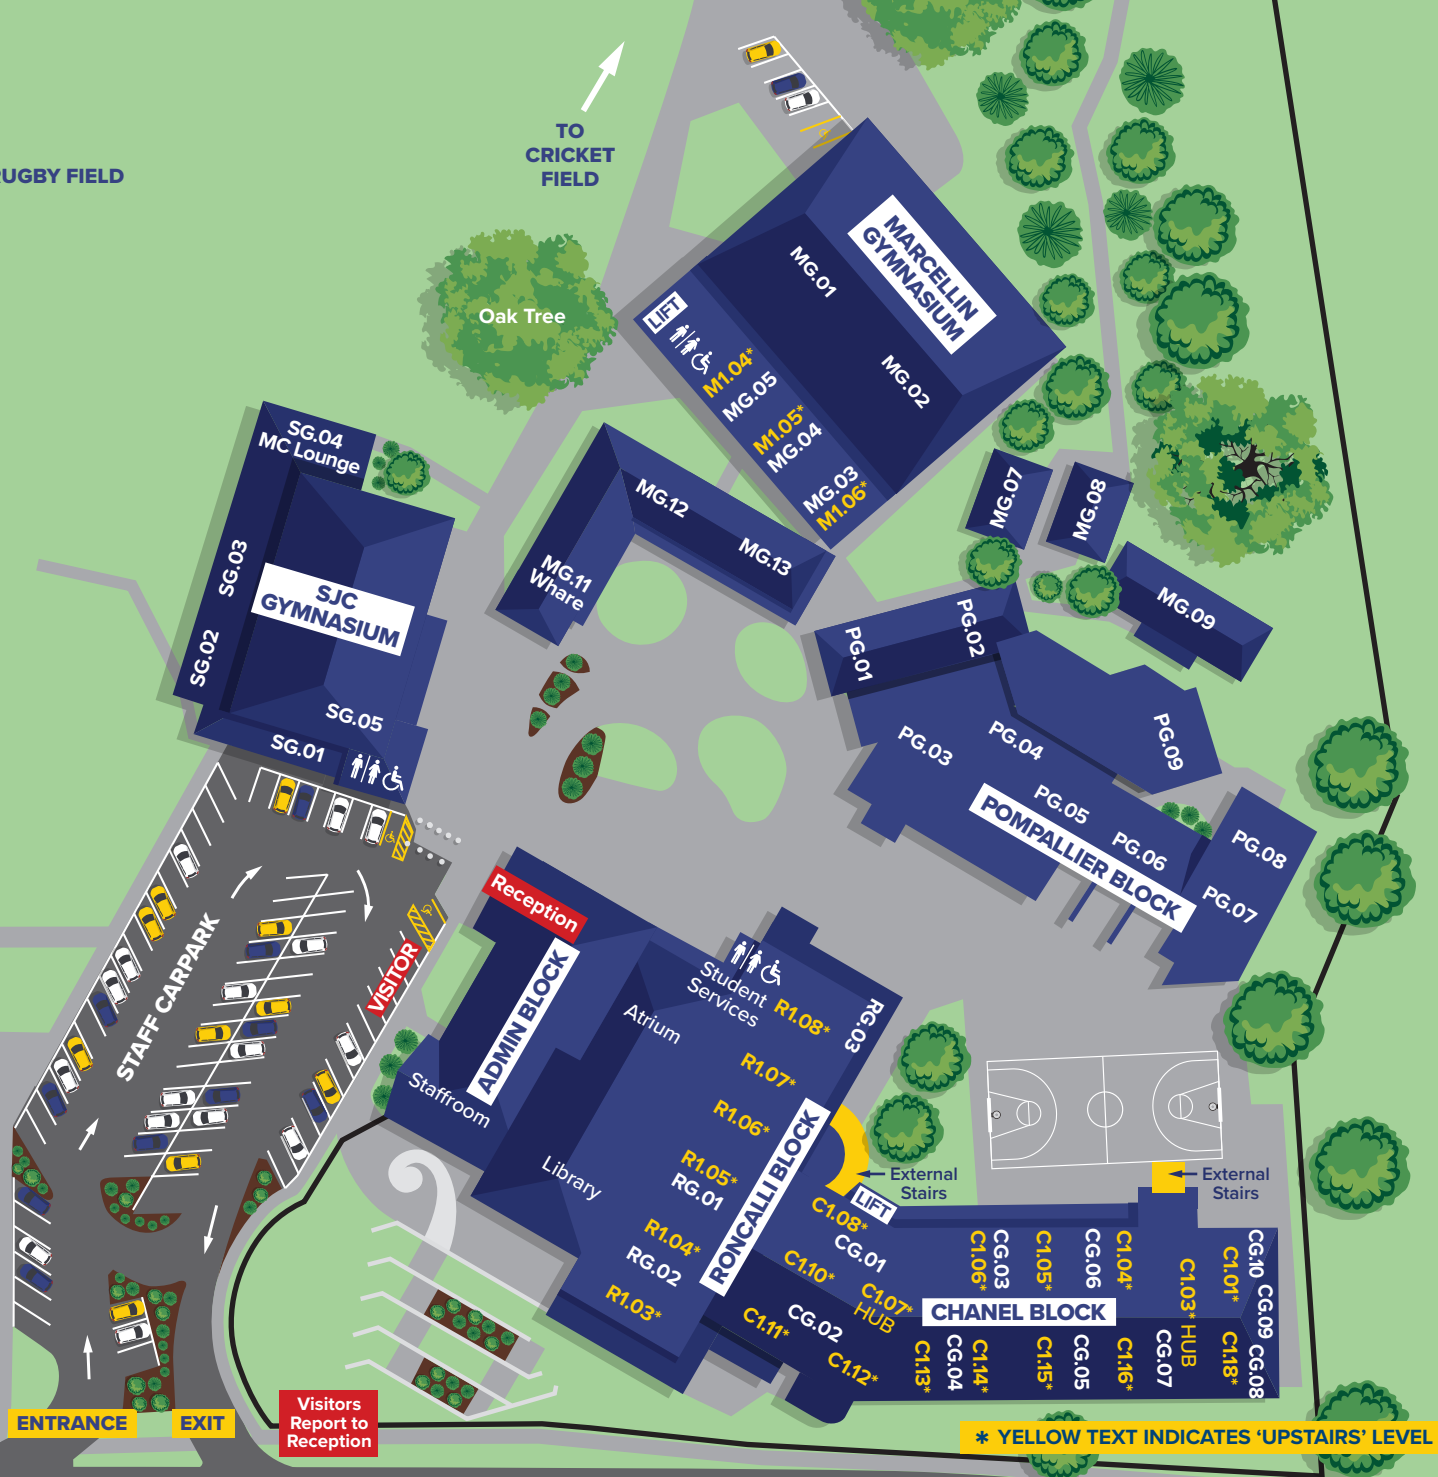 TO
CRICKET
FIELD
RUGBY FIELD
Oak Tree
MARCELLIN
GYMNASIUM
MG.01
MG.02
LIFT
M1.04*
MG.05
M1.05*
MG.04
MG.03
M1.06*
MG.07
MG.08
MG.09
MG.12
MG.13
MG.11
Whare
SG.04
MC Lounge
SG.03
SJC
GYMNASIUM
SG.02
SG.05
SG.01
PG.01
PG.02
PG.03
PG.04
PG.09
PG.05
PG.06
POMPALLIER BLOCK
PG.08
PG.07
STAFF CARPARK
VISITOR
Reception
ADMIN BLOCK
Staffroom
Atrium
Library
Student
Services
R1.08*
RG.03
R1.07*
R1.06*
R1.05*
RG.01
R1.04*
RG.02
R1.03*
RONCALLI BLOCK
External
Stairs
External
Stairs
LIFT
C1.08*
CG.01
C1.10*
C1.07*
HUB
C1.11*
CG.02
C1.12*
CHANEL BLOCK
C1.06*
CG.03
C1.05*
CG.06
C1.04*
C1.03* HUB
C1.01*
CG.10
CG.09
CG.08
C1.13*
CG.04
C1.14*
C1.15*
CG.05
C1.16*
CG.07
C1.18*
ENTRANCE
EXIT
Visitors
Report to
Reception
* YELLOW TEXT INDICATES ‘UPSTAIRS’ LEVEL